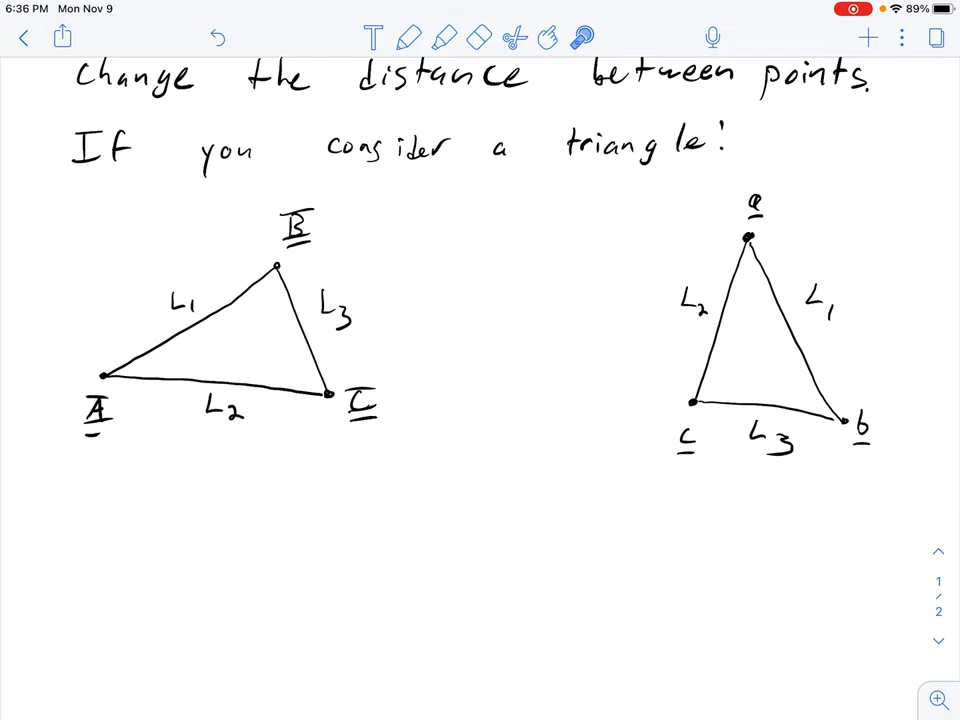 6:36 PM Mon Nov 9
89%
change the distance between points.
If you consider a triangle:
B
a
L1
L3
L2
L1
A
L2
C
c
L3
b
1
/
2